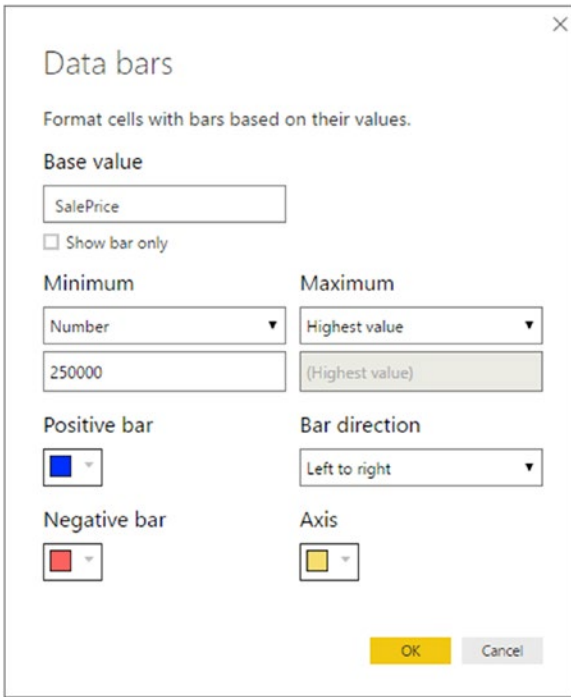 Data bars
Format cells with bars based on their values.
Base value
SalePrice
Show bar only
Minimum
Maximum
Number
Highest value
250000
(Highest value)
Positive bar
Bar direction
Left to right
Negative bar
Axis
OK
Cancel